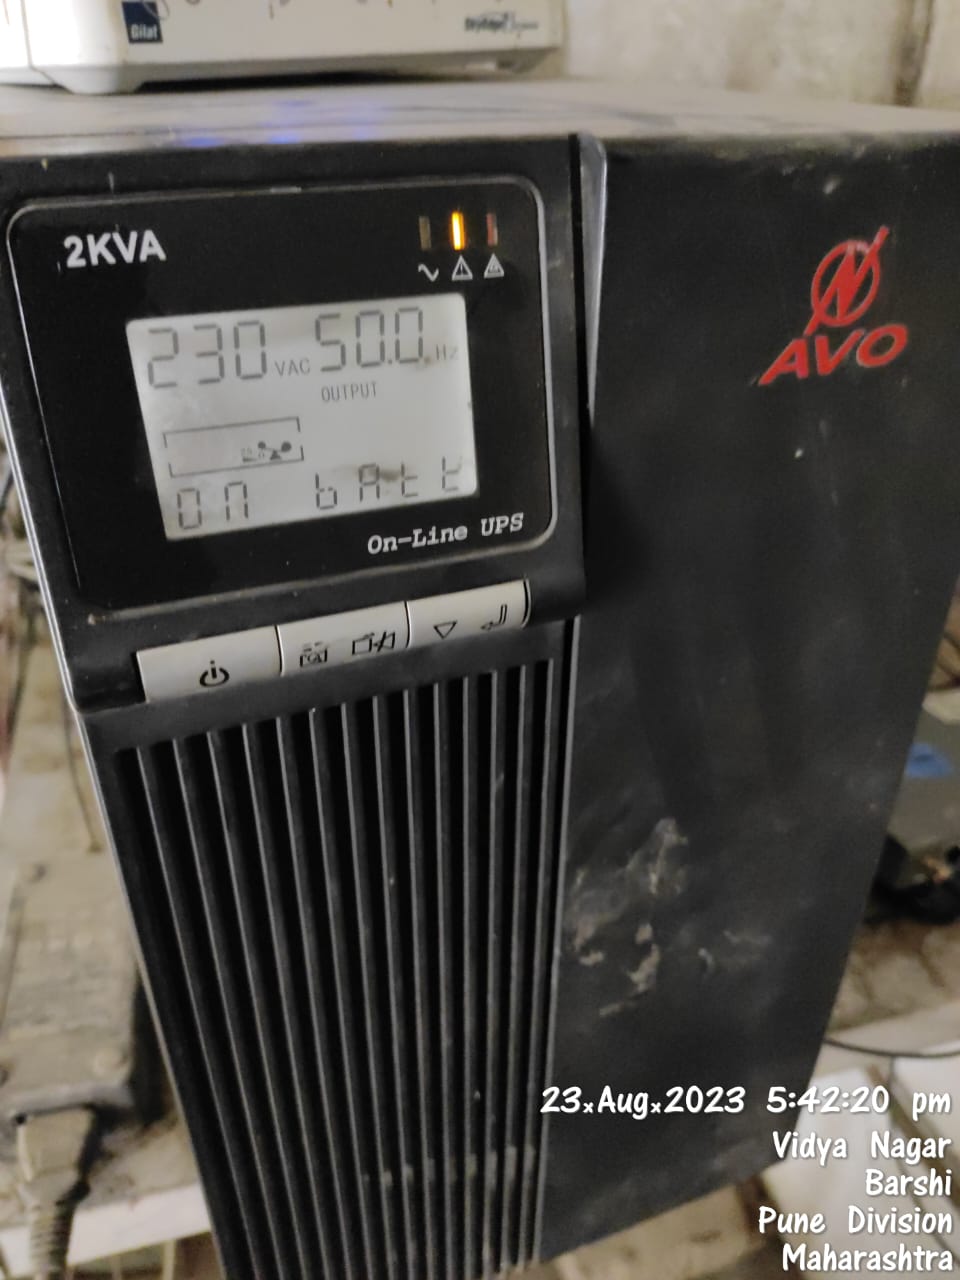 Gilat
2KVA
230 VAC 50.0 Hz
OUTPUT
ON bAtt
On-Line UPS
AVO
23.Aug.2023 5:42:20 pm
Vidya Nagar
Barshi
Pune Division
Maharashtra